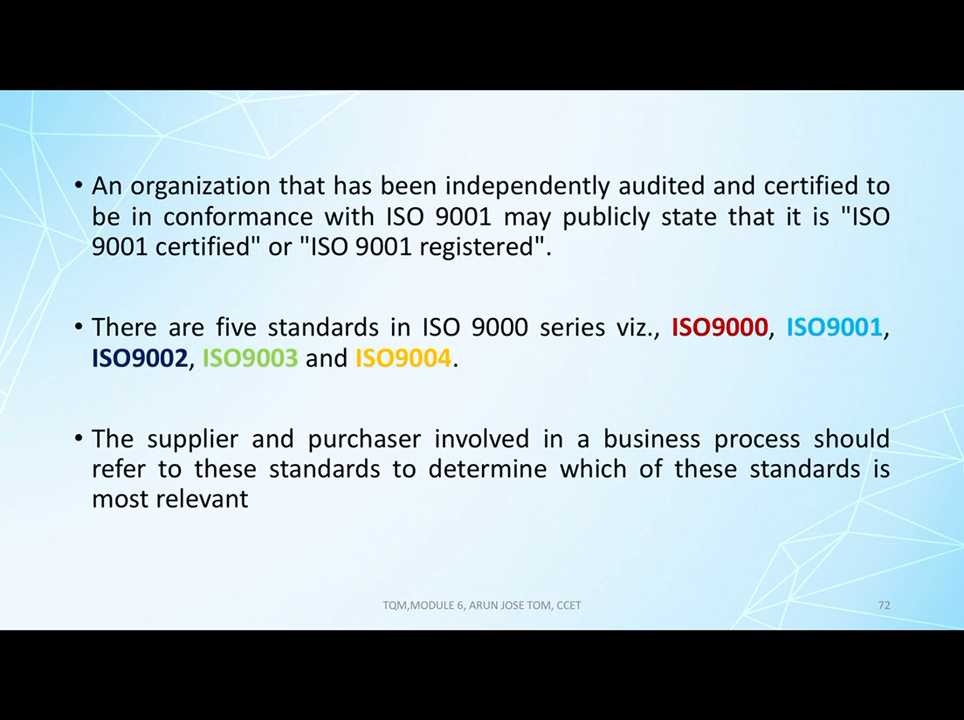 • An organization that has been independently audited and certified to
be in conformance with ISO 9001 may publicly state that it is "ISO
9001 certified" or "ISO 9001 registered".
• There are five standards in ISO 9000 series viz., ISO9000, ISO9001,
ISO9002, ISO9003 and ISO9004.
• The supplier and purchaser involved in a business process should
refer to these standards to determine which of these standards is
most relevant
TQM,MODULE 6, ARUN JOSE TOM, CCET
72